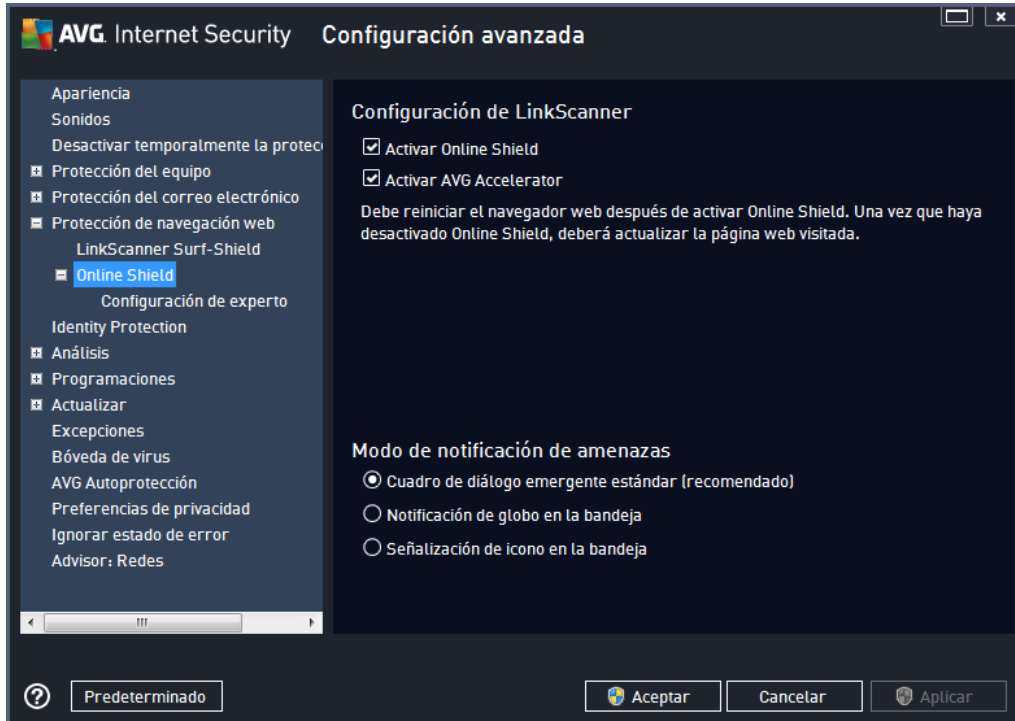 AVG. Internet Security Configuración avanzada
Apariencia
Sonidos
Desactivar temporalmente la protec
Protección del equipo
Protección del correo electrónico
Protección de navegación web
LinkScanner Surf-Shield
Online Shield
Configuración de experto
Identity Protection
Análisis
Programaciones
Actualizar
Excepciones
Bóveda de virus
AVG Autoprotección
Preferencias de privacidad
Ignorar estado de error
Advisor: Redes
Configuración de LinkScanner
Activar Online Shield
Activar AVG Accelerator
Debe reiniciar el navegador web después de activar Online Shield. Una vez que haya
desactivado Online Shield, deberá actualizar la página web visitada.
Modo de notificación de amenazas
Cuadro de diálogo emergente estándar (recomendado)
Notificación de globo en la bandeja
Señalización de icono en la bandeja
? Predeterminado Aceptar Cancelar Aplicar